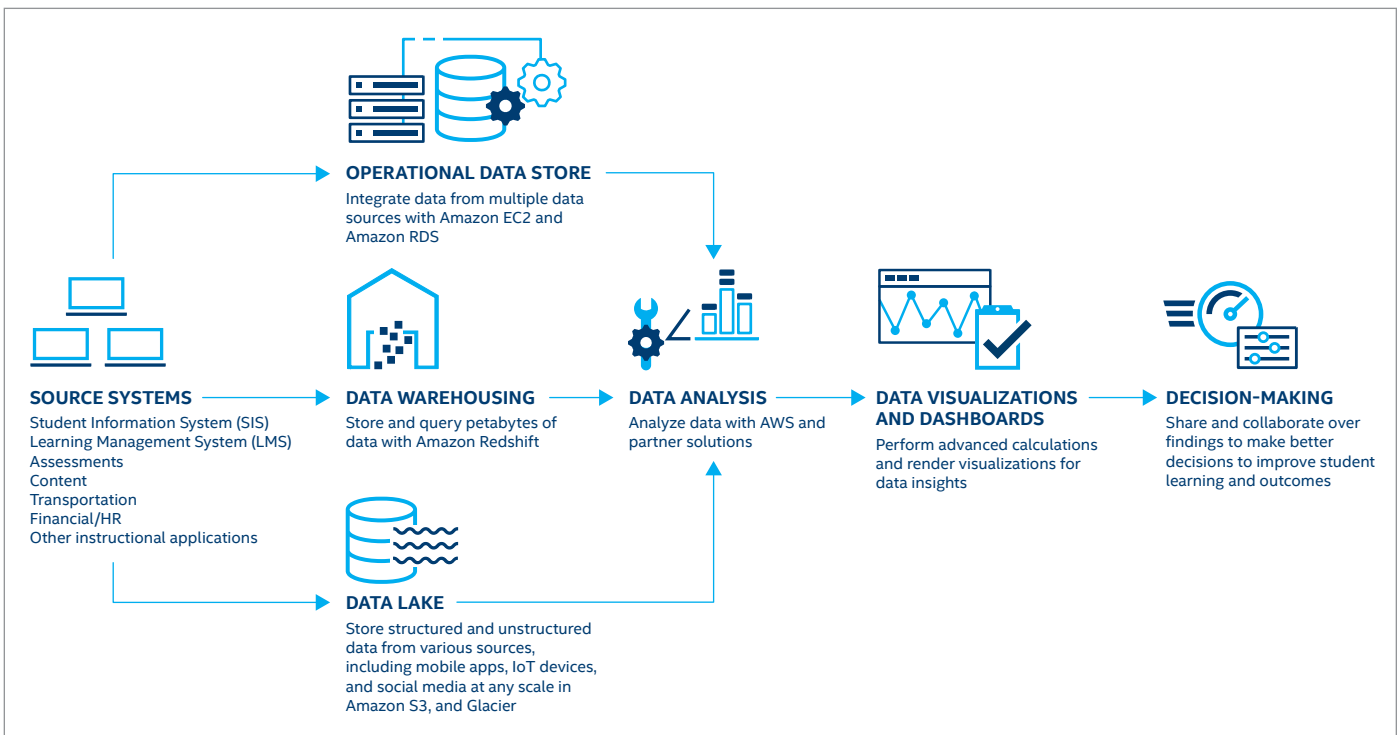 OPERATIONAL DATA STORE
Integrate data from multiple data
sources with Amazon EC2 and
Amazon RDS
SOURCE SYSTEMS
Student Information System (SIS)
Learning Management System (LMS)
Assessments
Content
Transportation
Financial/HR
Other instructional applications
DATA WAREHOUSING
Store and query petabytes of
data with Amazon Redshift
DATA ANALYSIS
Analyze data with AWS and
partner solutions
DATA VISUALIZATIONS
AND DASHBOARDS
Perform advanced calculations
and render visualizations for
data insights
DECISION-MAKING
Share and collaborate over
findings to make better
decisions to improve student
learning and outcomes
DATA LAKE
Store structured and unstructured
data from various sources,
including mobile apps, IoT devices,
and social media at any scale in
Amazon S3, and Glacier